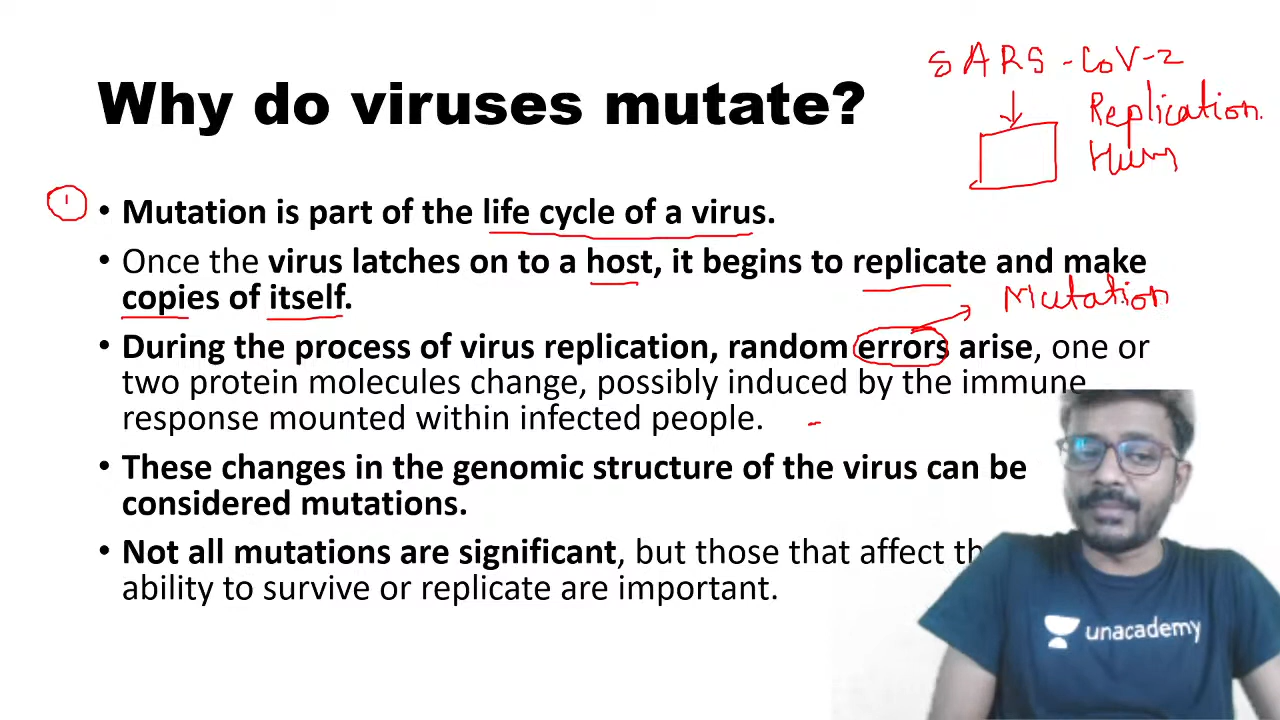 Why do viruses mutate?
SARS-CoV-2
Replication
①
• Mutation is part of the life cycle of a virus.
• Once the virus latches on to a host, it begins to replicate and make
copies of itself.
Mutation
• During the process of virus replication, random errors arise, one or
two protein molecules change, possibly induced by the immune
response mounted within infected people.
• These changes in the genomic structure of the virus can be
considered mutations.
• Not all mutations are significant, but those that affect
ability to survive or replicate are important.
unacademy